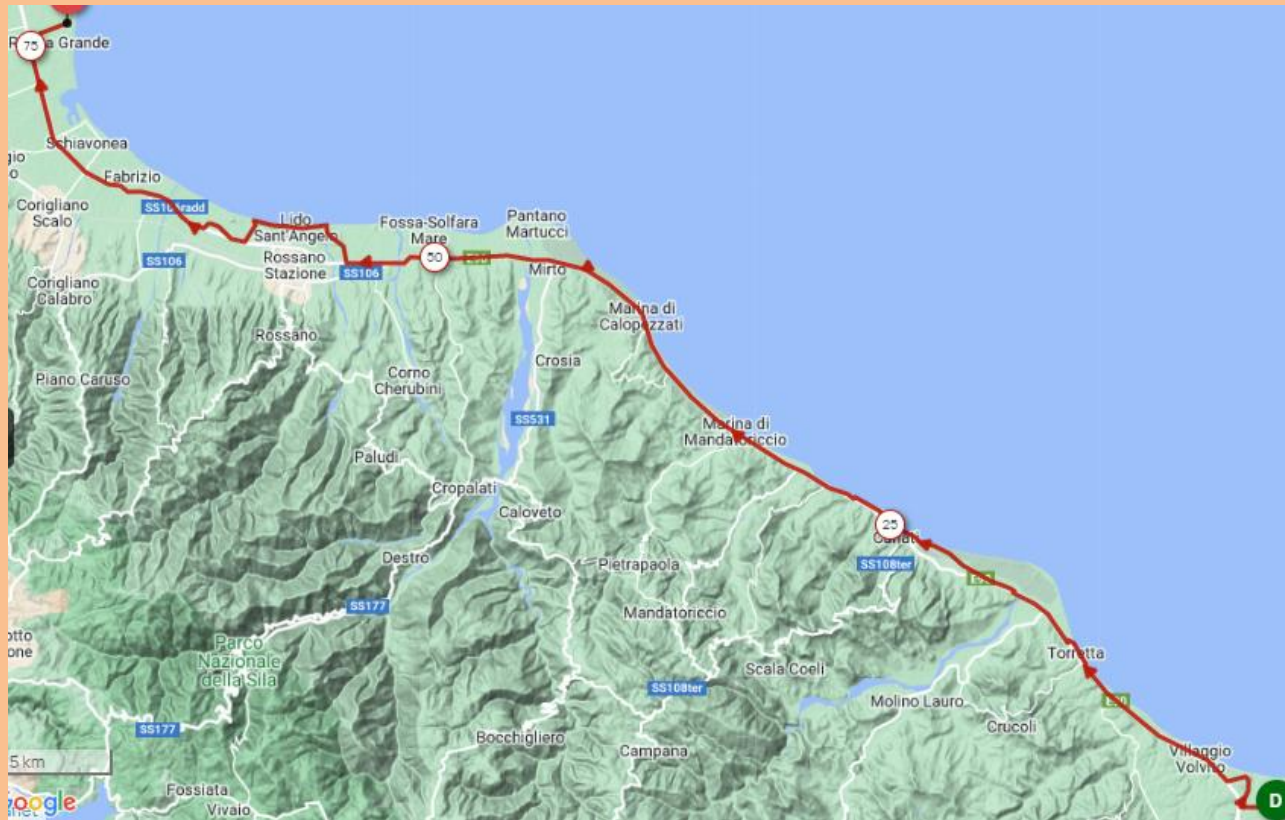 75
Grande
Schiavonea
Fabrizio
Corigliano
Scalo
Lido
Sant'Angelo
Rossano
Stazione
Fossa-Solfara
Mare
50
Pantano
Martucci
Mirto
SS106
SS106
Corigliano
Calabro
Rossano
Marina di
Calopezzati
Crosia
Piano Caruso
Corno
Cherubini
SS531
Marina di
Mandatoriccio
Paludi
Cropalati
Caloveto
25
Destro
Pietrapaola
SS108ter
SS177
Mandatoriccio
Parco
Nazionale
della Sila
Scala Coeli
Torretta
SS108ter
Molino Lauro
Crucoli
SS177
Bocchigliero
Campana
Villaggio
Volvito
5 km
Fossiata
Vivaio
D